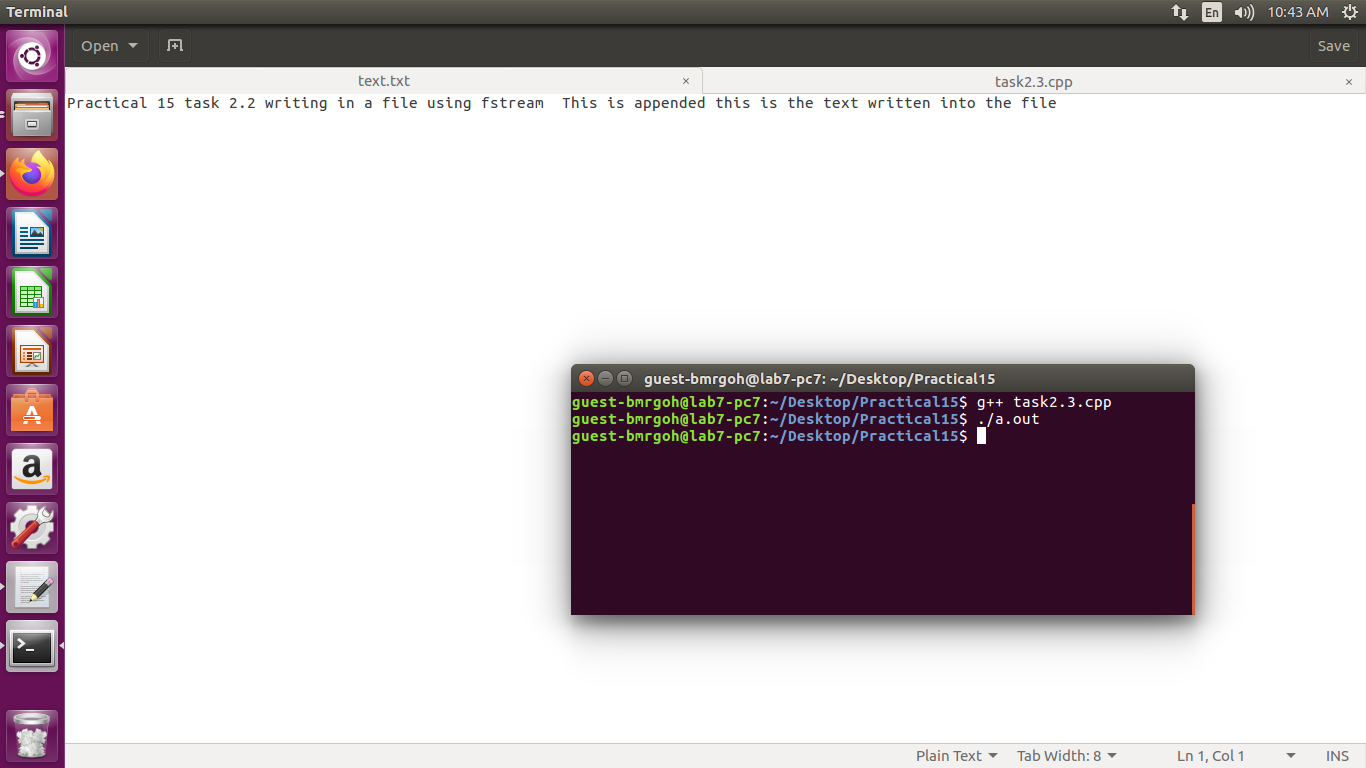 Terminal
En
10:43 AM
Open
Save
text.txt ×
task2.3.cpp ×
Practical 15 task 2.2 writing in a file using fstream  This is appended this is the text written into the file
guest-bmrgoh@lab7-pc7: ~/Desktop/Practical15
guest-bmrgoh@lab7-pc7:~/Desktop/Practical15$ g++ task2.3.cpp
guest-bmrgoh@lab7-pc7:~/Desktop/Practical15$ ./a.out
guest-bmrgoh@lab7-pc7:~/Desktop/Practical15$
Plain Text
Tab Width: 8
Ln 1, Col 1
INS